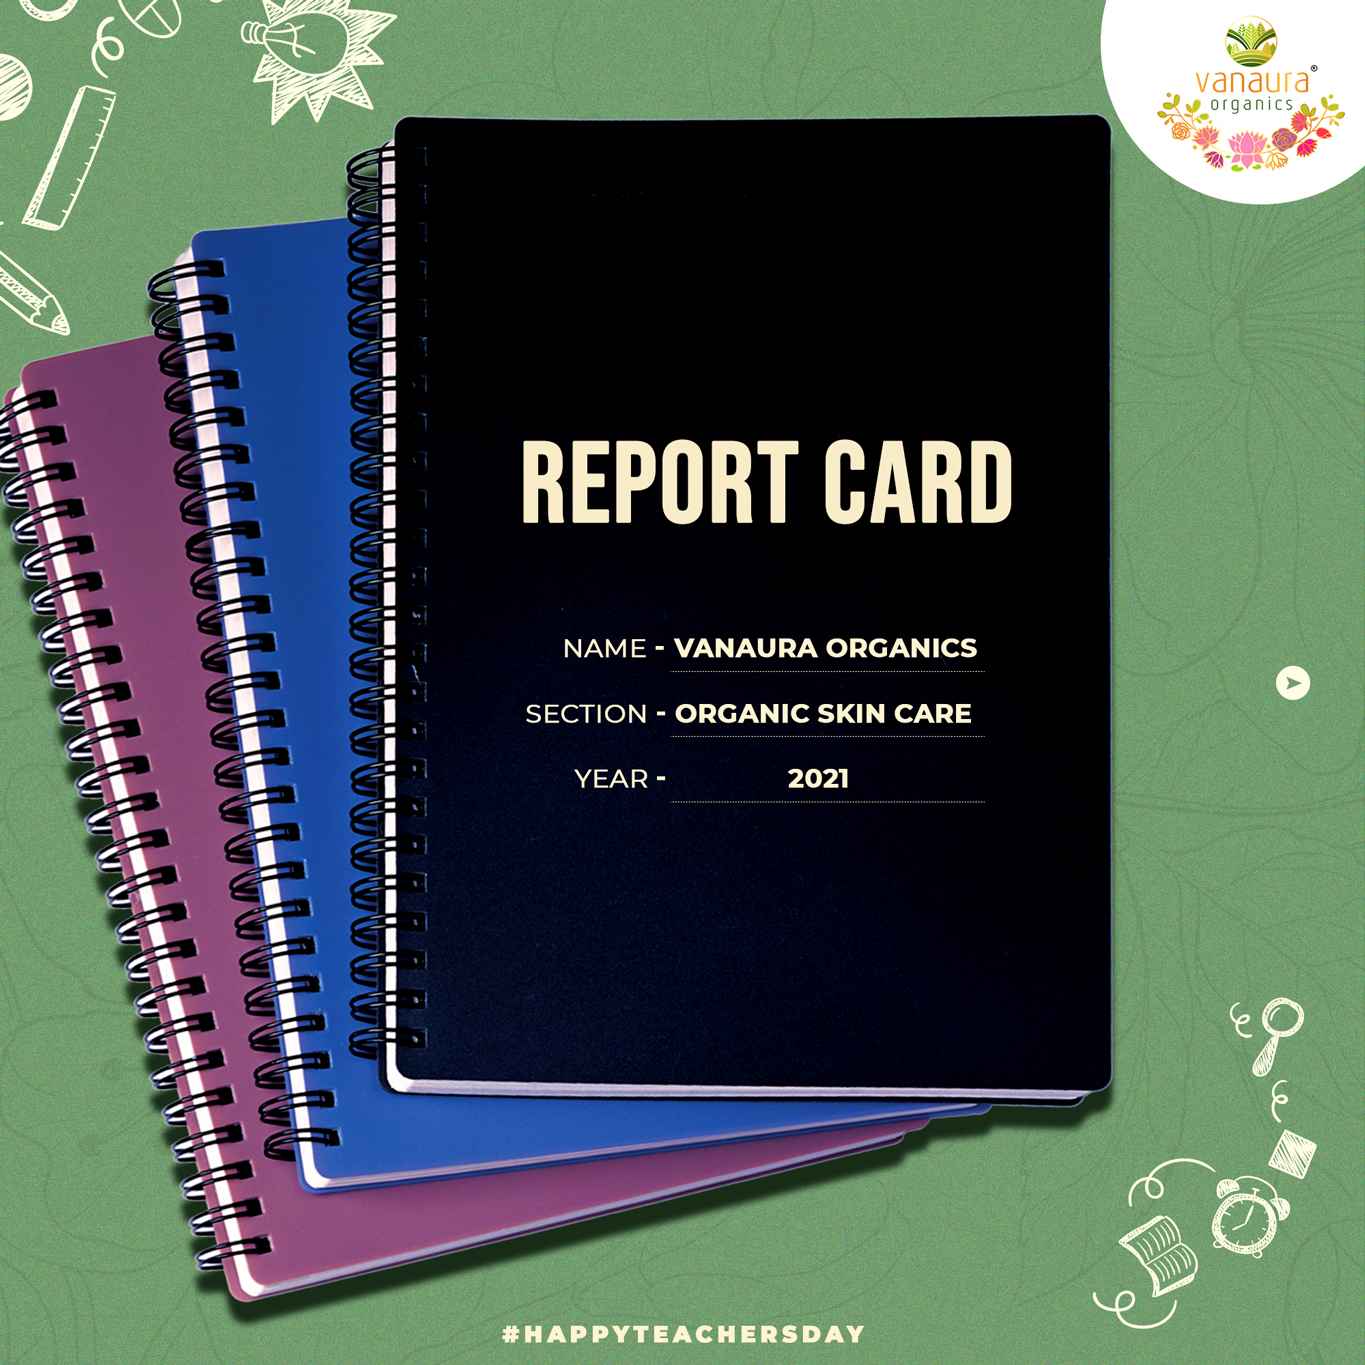 vanaura®
organics
REPORT CARD
NAME - VANAURA ORGANICS
SECTION - ORGANIC SKIN CARE
YEAR - 2021
#HAPPYTEACHERSDAY